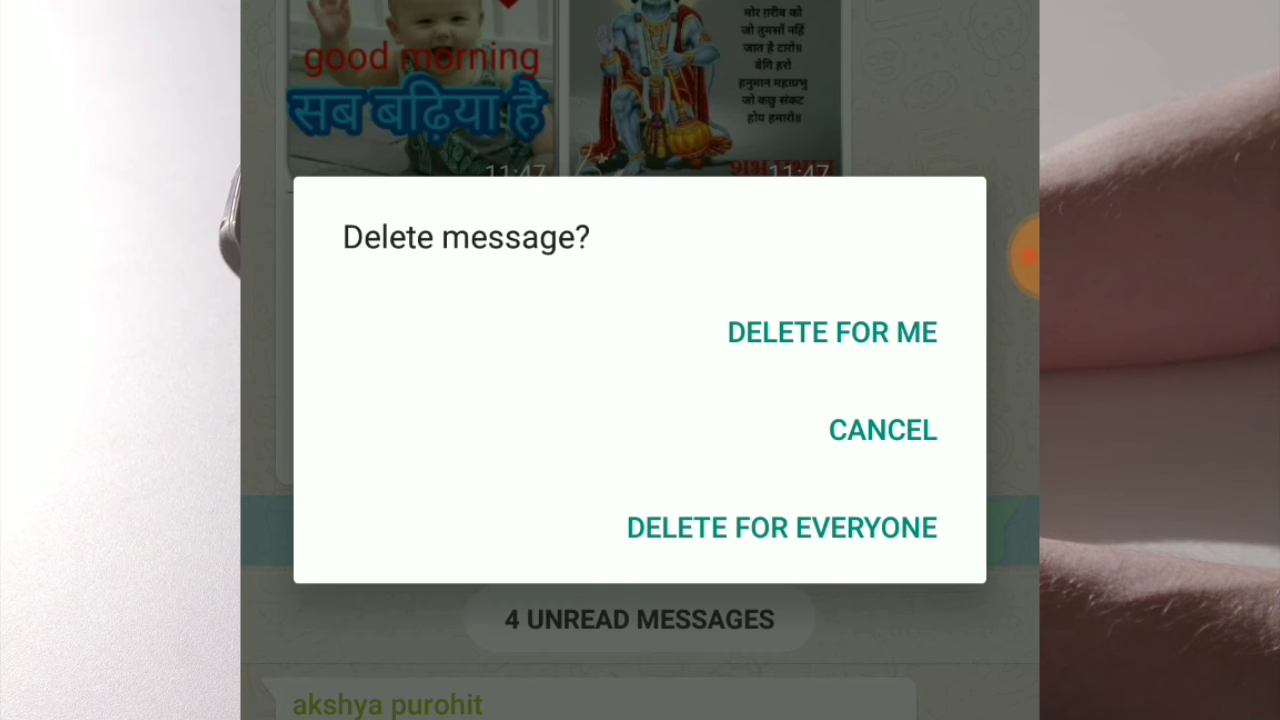 good morning
सब बढ़िया है
11:47
मोर ग़रीब को
जो तुमसों नहिं
जात है टारो॥
बेगि हरो
हनुमान महाप्रभु
जो कछु संकट
होय हमारो॥
11:47
Delete message?
DELETE FOR ME
CANCEL
DELETE FOR EVERYONE
4 UNREAD MESSAGES
akshya purohit